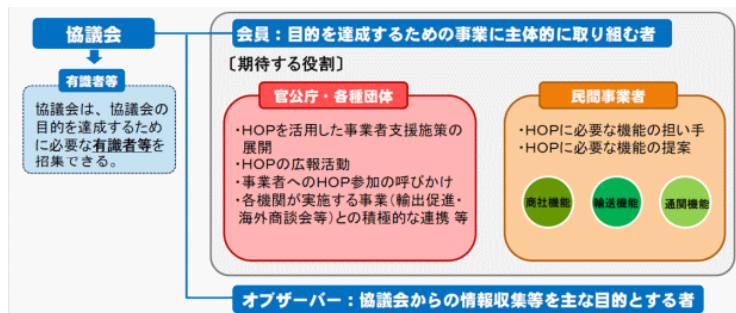 協議会
有識者等
協議会は、協議会の
目的を達成するため
に必要な有識者等を
招集できる。
会員：目的を達成するための事業に主体的に取り組む者
〔期待する役割〕
官公庁・各種団体
・HOPを活用した事業者支援施策の
展開
・HOPの広報活動
・事業者へのHOP参加の呼びかけ
・各機関が実施する事業（輸出促進・
海外商談会等）との積極的な連携 等
民間事業者
・HOPに必要な機能の担い手
・HOPに必要な機能の提案
商社機能
輸送機能
通関機能
オブザーバー：協議会からの情報収集等を主な目的とする者